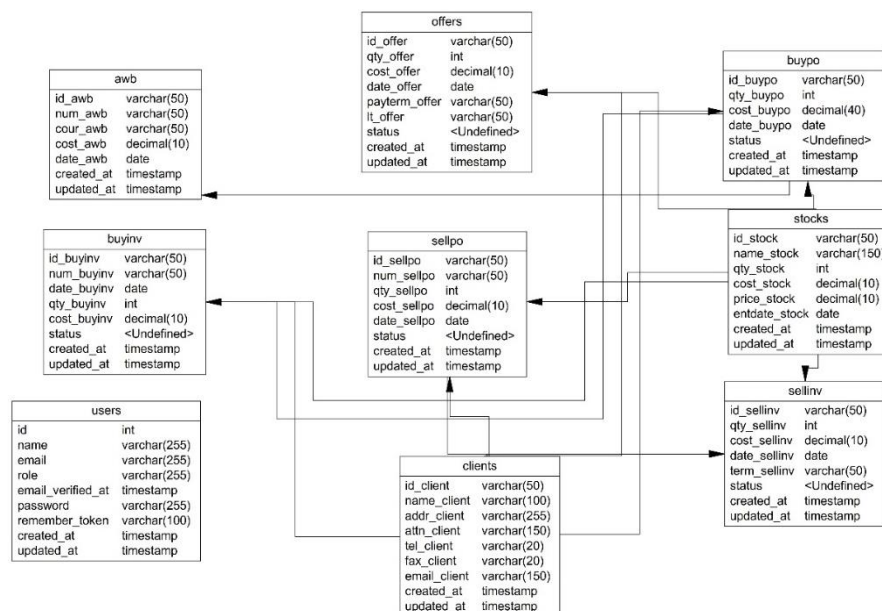 offers
id_offer varchar(50)
qty_offer int
cost_offer decimal(10)
date_offer date
payterm_offer varchar(50)
lt_offer varchar(50)
status <Undefined>
created_at timestamp
updated_at timestamp
awb
id_awb varchar(50)
num_awb varchar(50)
cour_awb varchar(50)
cost_awb decimal(10)
date_awb date
created_at timestamp
updated_at timestamp
buypo
id_buypo varchar(50)
qty_buypo int
cost_buypo decimal(40)
date_buypo date
status <Undefined>
created_at timestamp
updated_at timestamp
buyinv
id_buyinv varchar(50)
num_buyinv varchar(50)
date_buyinv date
qty_buyinv int
cost_buyinv decimal(10)
status <Undefined>
created_at timestamp
updated_at timestamp
sellpo
id_sellpo varchar(50)
num_sellpo varchar(50)
qty_sellpo int
cost_sellpo decimal(10)
date_sellpo date
status <Undefined>
created_at timestamp
updated_at timestamp
stocks
id_stock varchar(50)
name_stock varchar(150)
qty_stock int
cost_stock decimal(10)
price_stock decimal(10)
entdate_stock date
created_at timestamp
updated_at timestamp
users
id int
name varchar(255)
email varchar(255)
role varchar(255)
email_verified_at timestamp
password varchar(255)
remember_token varchar(100)
created_at timestamp
updated_at timestamp
clients
id_client varchar(50)
name_client varchar(100)
addr_client varchar(255)
attn_client varchar(150)
tel_client varchar(20)
fax_client varchar(20)
email_client varchar(150)
created_at timestamp
updated_at timestamp
sellinv
id_sellinv varchar(50)
qty_sellinv int
cost_sellinv decimal(10)
date_sellinv date
term_sellinv varchar(50)
status <Undefined>
created_at timestamp
updated_at timestamp